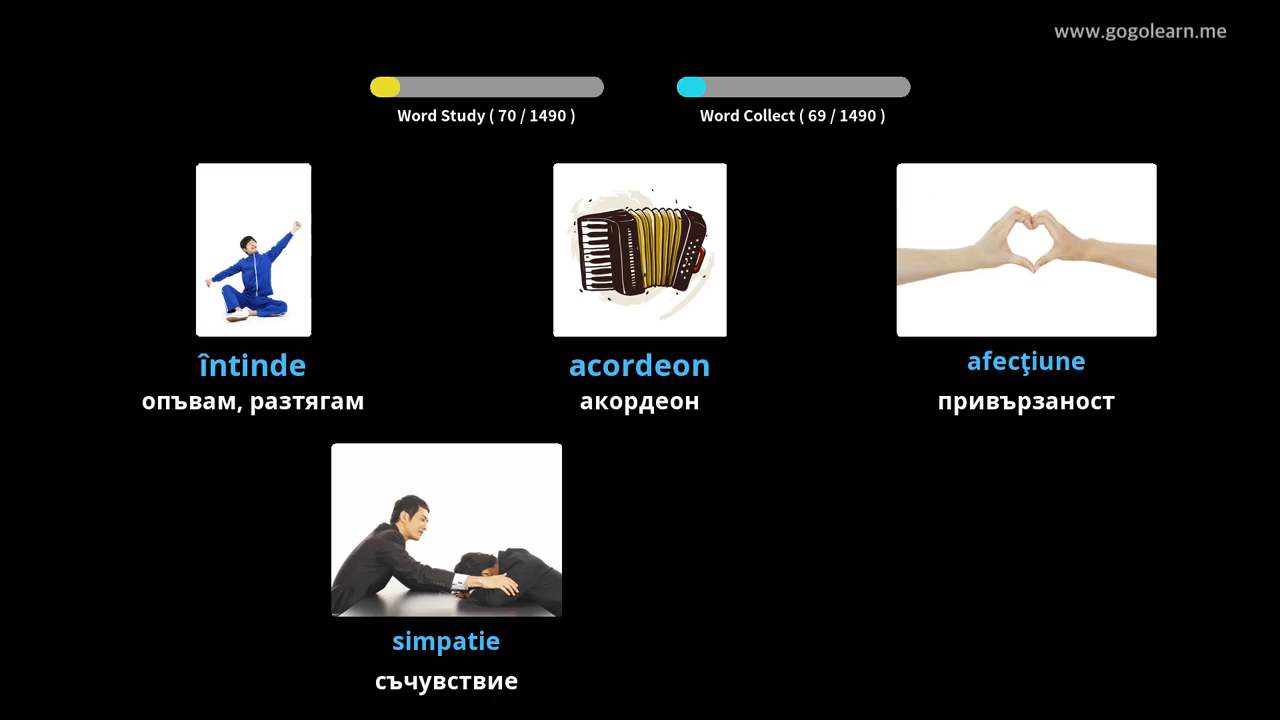 www.gogolearn.me
Word Study ( 70 / 1490 )
Word Collect ( 69 / 1490 )
întinde
опъвам, разтягам
acordeon
акордеон
afecţiune
привързаност
simpatie
съчувствие